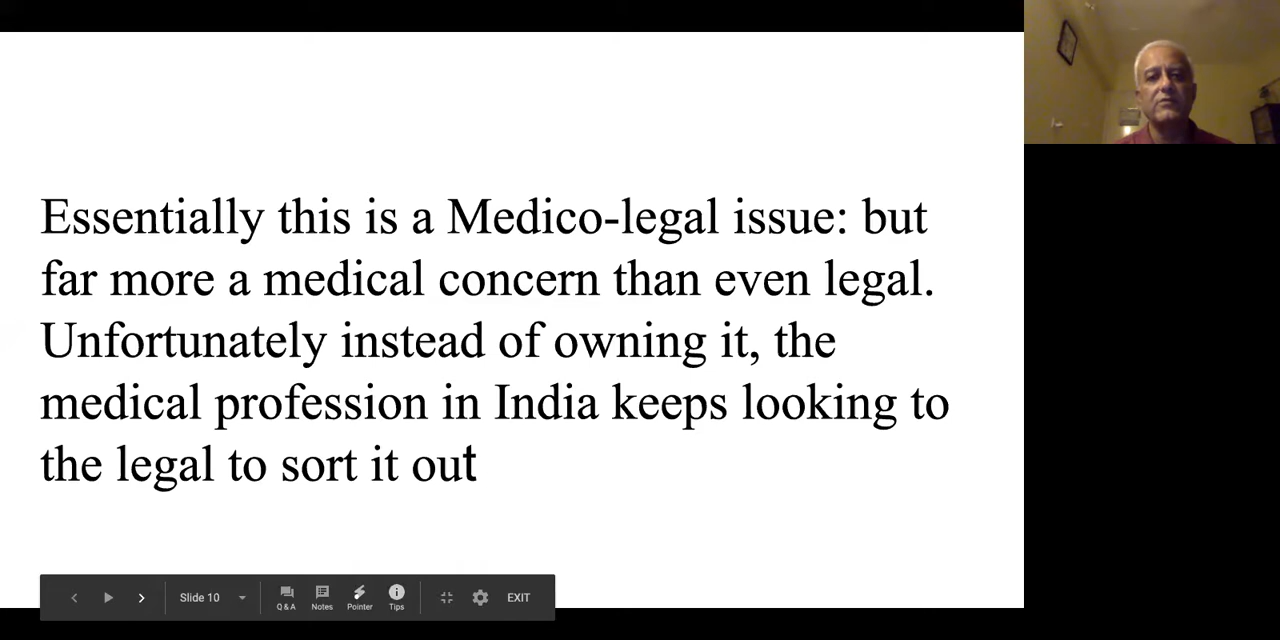 Essentially this is a Medico-legal issue: but
far more a medical concern than even legal.
Unfortunately instead of owning it, the
medical profession in India keeps looking to
the legal to sort it out
Slide 10 Q&A Notes Pointer Tips EXIT